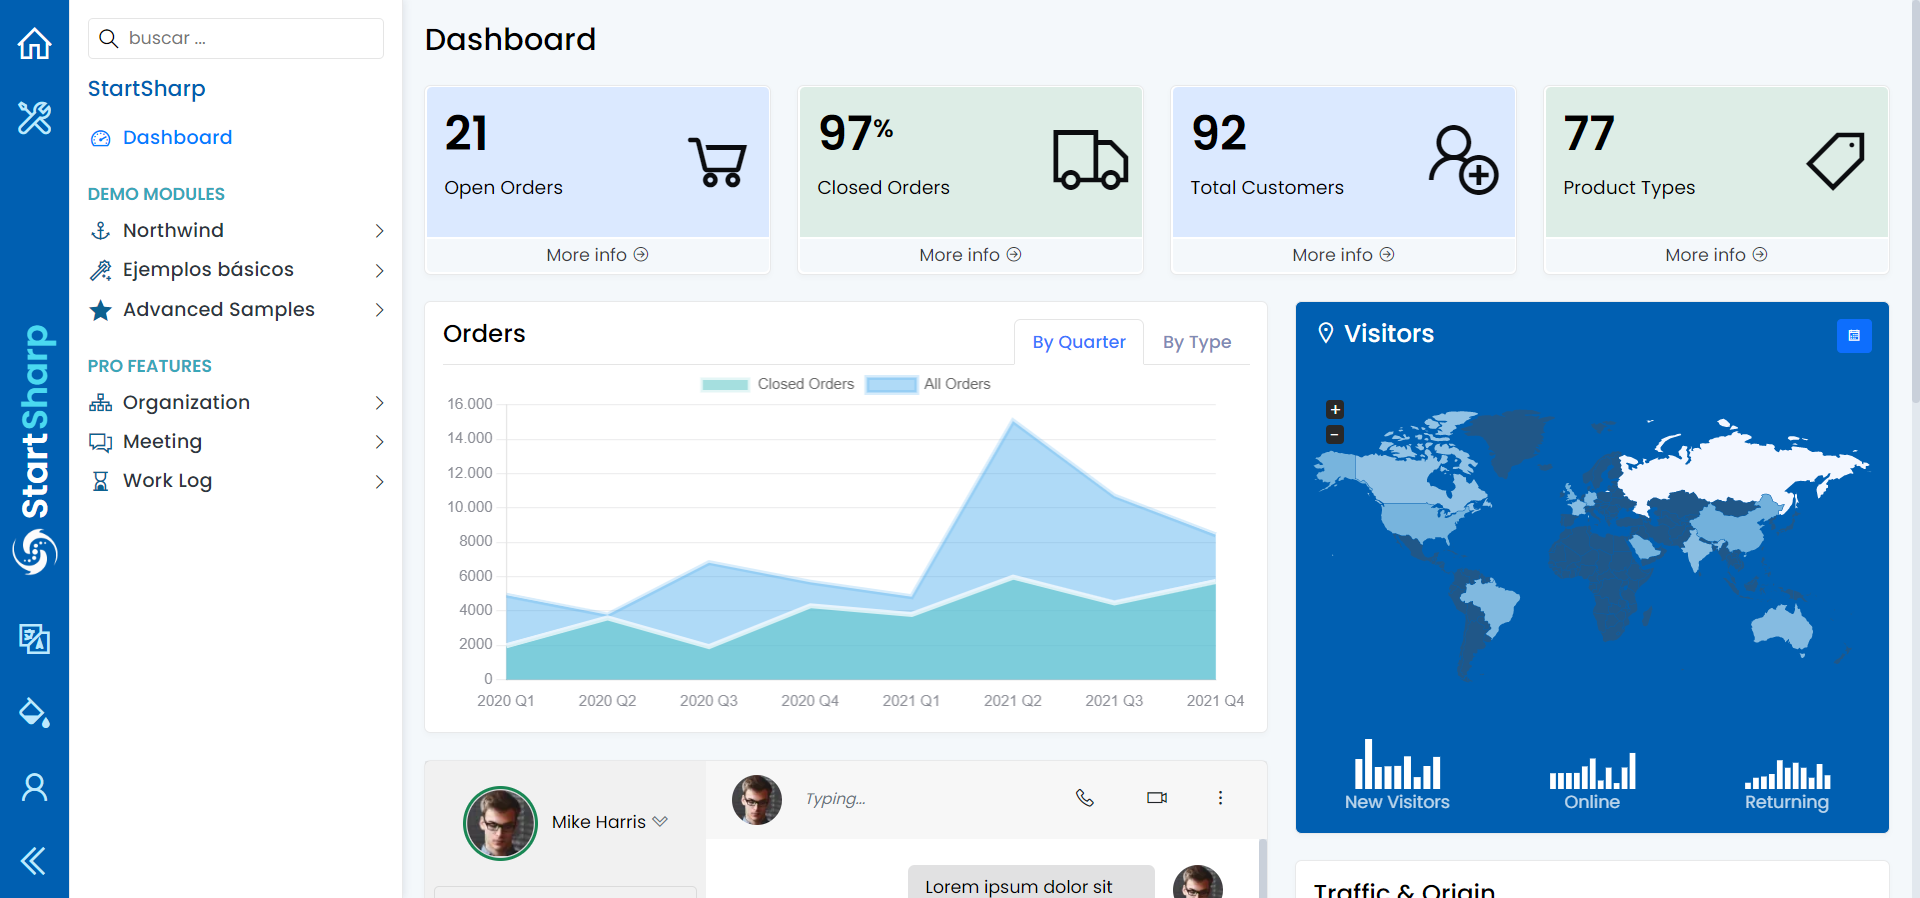 buscar ...
StartSharp
Dashboard
DEMO MODULES
Northwind
Ejemplos básicos
Advanced Samples
PRO FEATURES
Organization
Meeting
Work Log
StartSharp
Dashboard
21
Open Orders
More info
97%
Closed Orders
More info
92
Total Customers
More info
77
Product Types
More info
Orders
By Quarter
By Type
Closed Orders
All Orders
16.000
14.000
12.000
10.000
8000
6000
4000
2000
0
2020 Q1
2020 Q2
2020 Q3
2020 Q4
2021 Q1
2021 Q2
2021 Q3
2021 Q4
Visitors
+
−
New Visitors
Online
Returning
Mike Harris
Typing...
Lorem ipsum dolor sit
Traffic & Origin